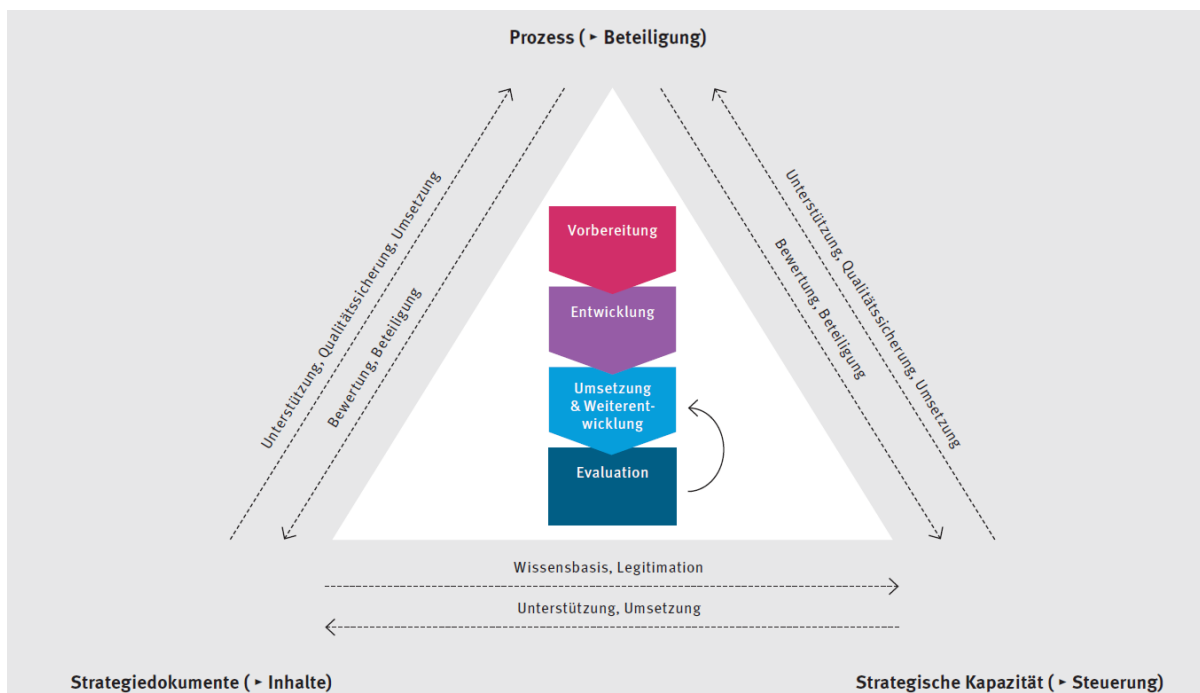 Prozess ( ► Beteiligung)
Unterstützung, Qualitätssicherung, Umsetzung
Bewertung, Beteiligung
Vorbereitung
Entwicklung
Umsetzung
& Weiterent-
wicklung
Evaluation
Bewertung, Beteiligung
Unterstützung, Qualitätssicherung, Umsetzung
Wissensbasis, Legitimation
Unterstützung, Umsetzung
Strategiedokumente ( ► Inhalte)
Strategische Kapazität ( ► Steuerung)